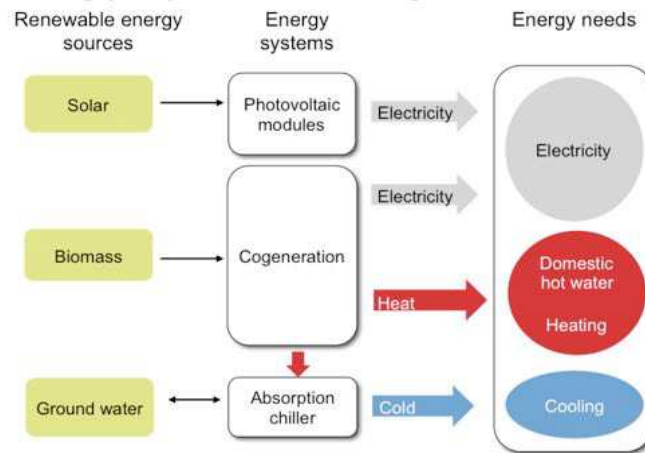 Renewable energy
sources
Energy
systems
Energy needs
Solar
Photovoltaic
modules
Electricity
Electricity
Electricity
Biomass
Cogeneration
Heat
Domestic
hot water
Heating
Ground water
Absorption
chiller
Cold
Cooling